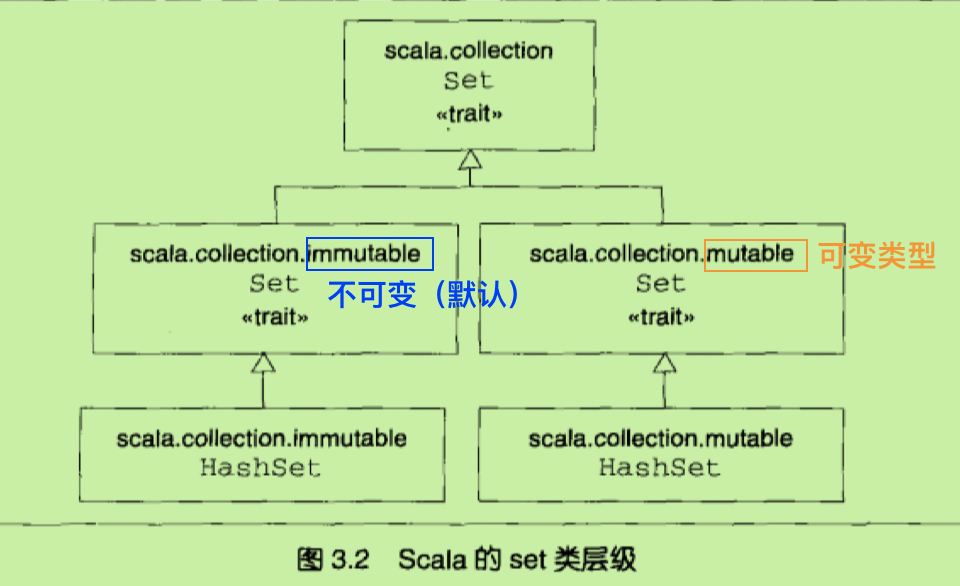 scala.collection
Set
«trait»
scala.collection.immutable
Set
不可变（默认）
«trait»
scala.collection.mutable
可变类型
Set
«trait»
scala.collection.immutable
HashSet
scala.collection.mutable
HashSet
图 3.2 Scala 的 set 类层级